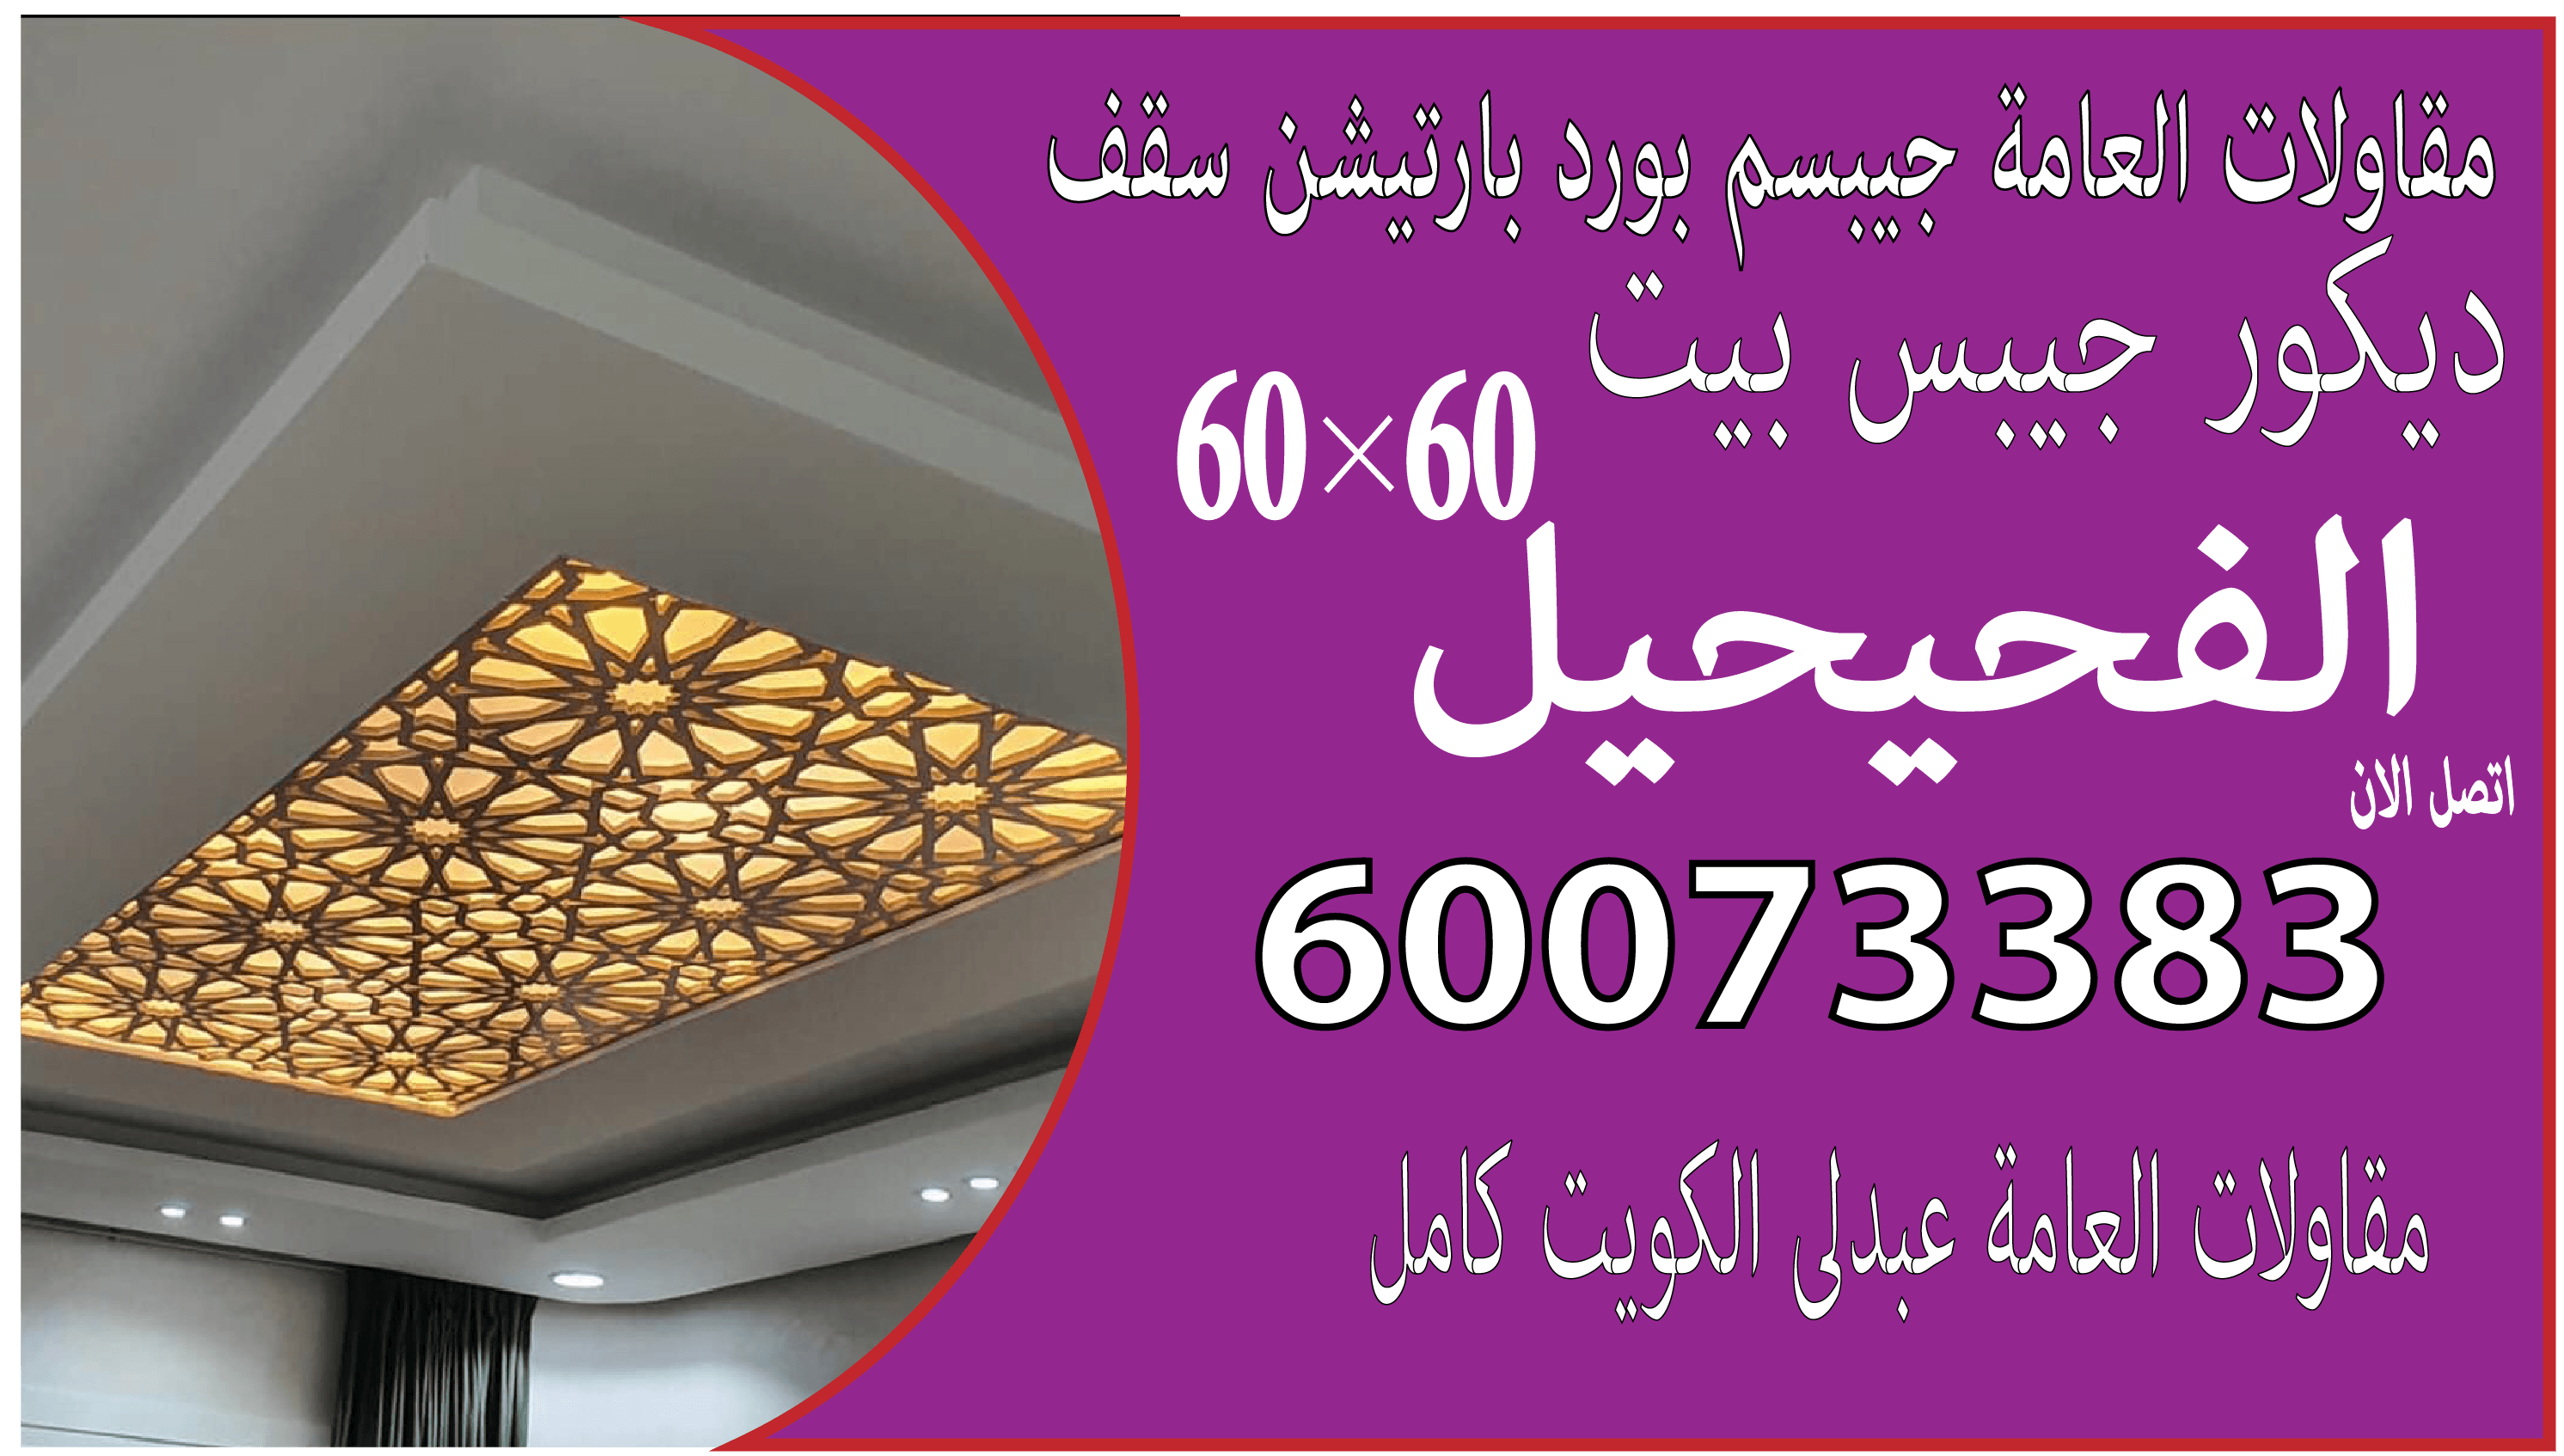 مقاولات العامة جيبسم بورد بارتيشن سقف
ديكور جيبس بيت
60×60
الفحيحيل
اتصل الان
60073383
مقاولات العامة عبدلى الكويت كامل